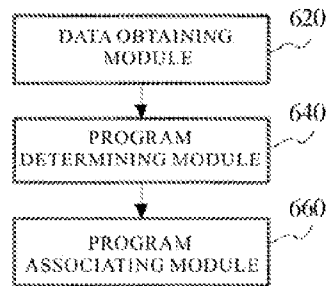 620
DATA OBTAINING
MODULE
640
PROGRAM
DETERMINING MODULE
660
PROGRAM
ASSOCIATING MODULE